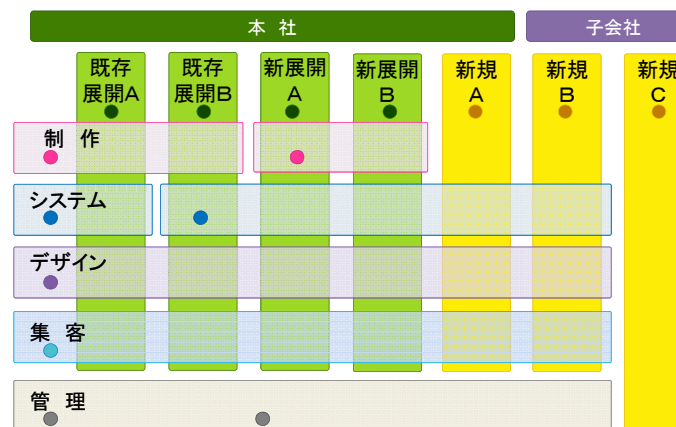 本 社
子会社
既存
展開A
既存
展開B
新展開
A
新展開
B
新規
A
新規
B
新規
C
制 作
システム
デザイン
集 客
管 理